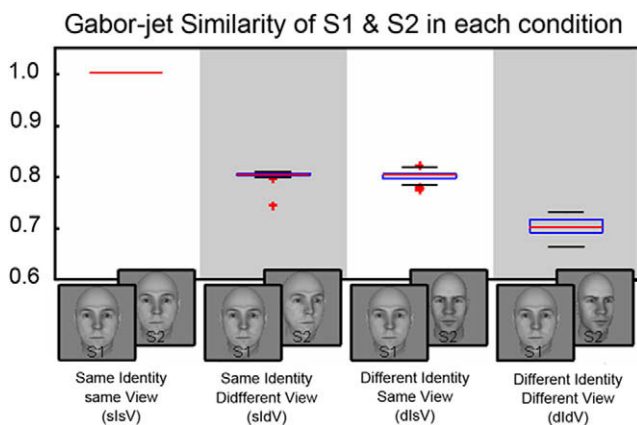 Gabor-jet Similarity of S1 & S2 in each condition
1.0
0.9
0.8
0.7
0.6
S1 S2 S1 S2 S1 S2 S1 S2
Same Identity
same View
(sIsV)
Same Identity
Didfferent View
(sIdV)
Different Identity
Same View
(dIsV)
Different Identity
Different View
(dIdV)